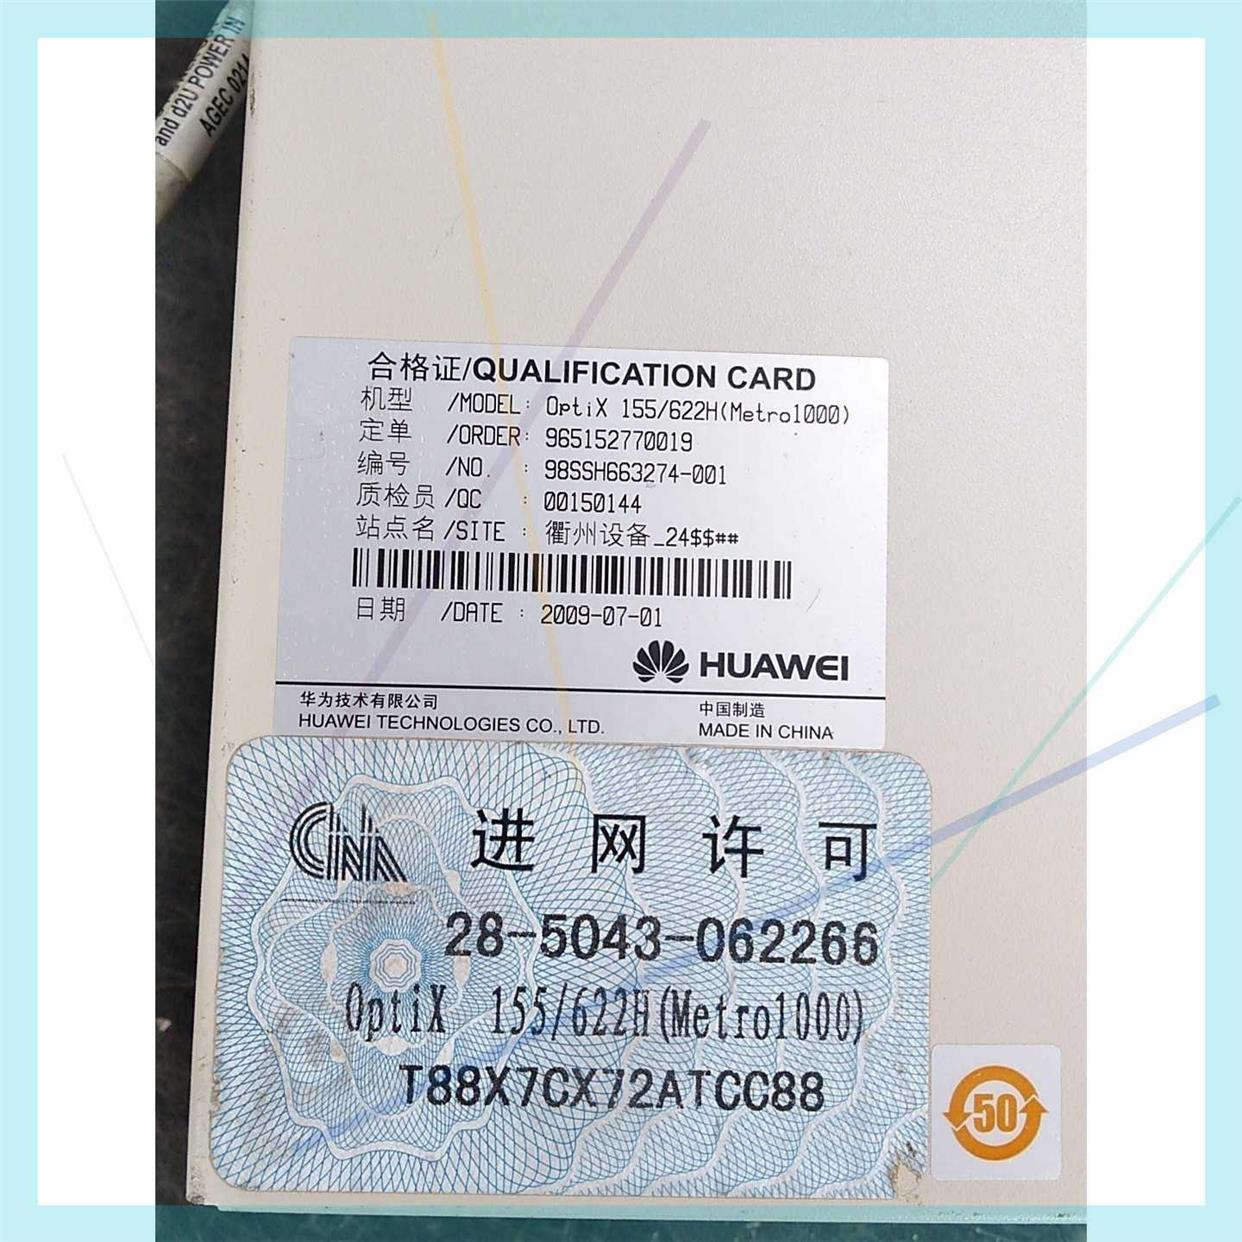 and d2U POWER IN
AGEC 021
合格证/QUALIFICATION CARD
机型 /MODEL: OptiX 155/622H(Metro1000)
定单 /ORDER: 965152770019
编号 /NO. : 98SSH663274-001
质检员 /QC : 00150144
站点名 /SITE : 衢州设备_24$$##
日期 /DATE : 2009-07-01
HUAWEI
华为技术有限公司 中国制造
HUAWEI TECHNOLOGIES CO., LTD. MADE IN CHINA
CNA 进网许可
28-5043-062266
OptiX 155/622H(Metro1000)
T88X7CX72ATCC88
50